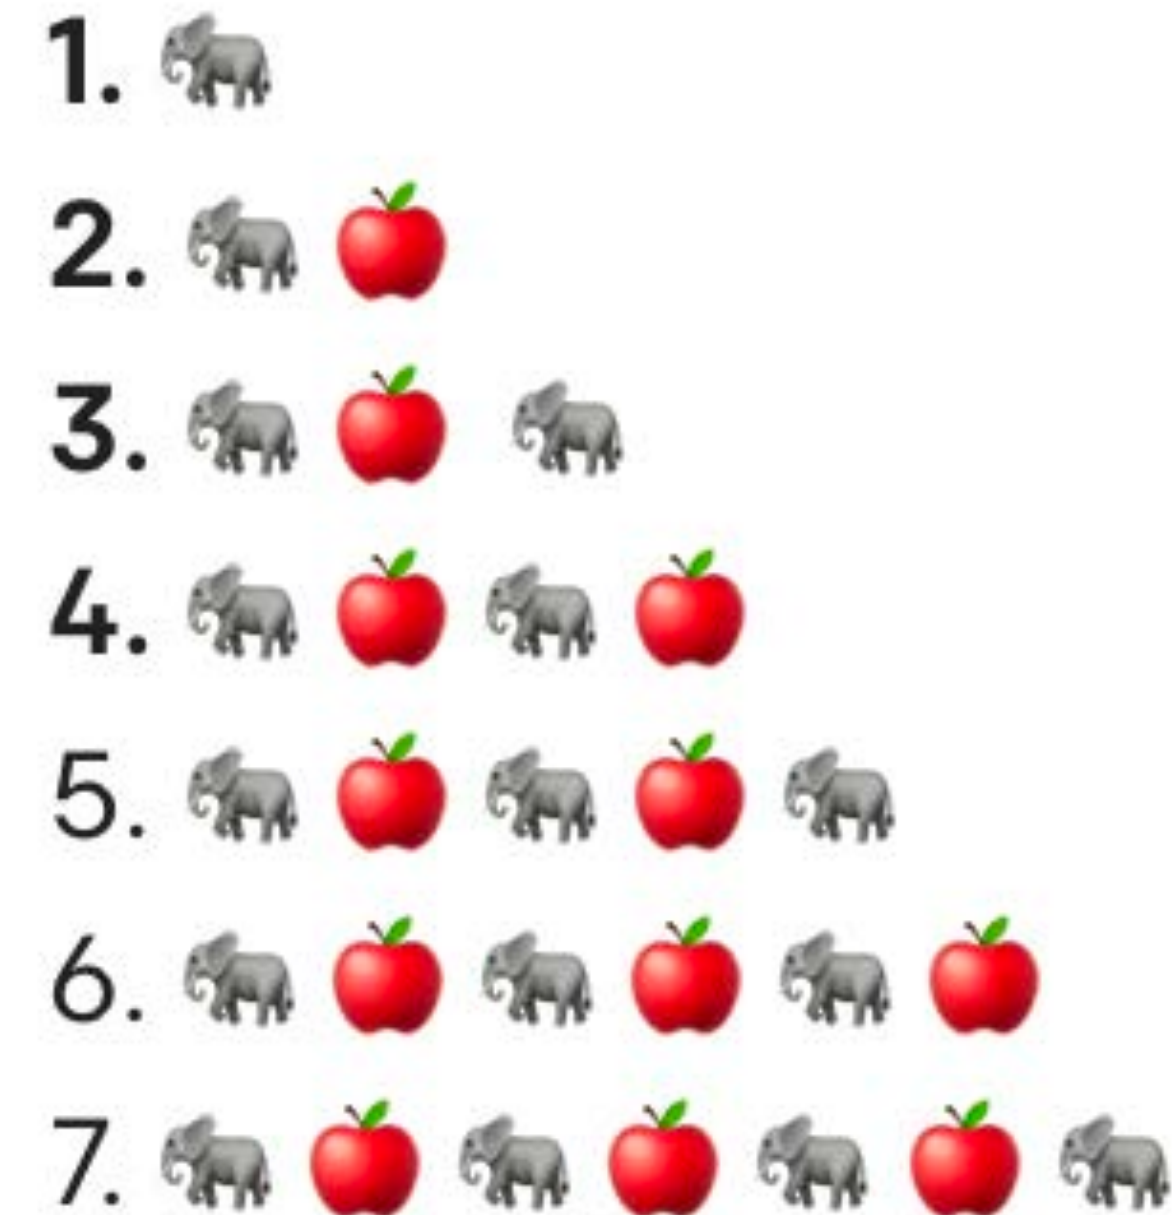 1. 🐘
2. 🐘 🍎
3. 🐘 🍎 🐘
4. 🐘 🍎 🐘 🍎
5. 🐘 🍎 🐘 🍎 🐘
6. 🐘 🍎 🐘 🍎 🐘 🍎
7. 🐘 🍎 🐘 🍎 🐘 🍎 🐘